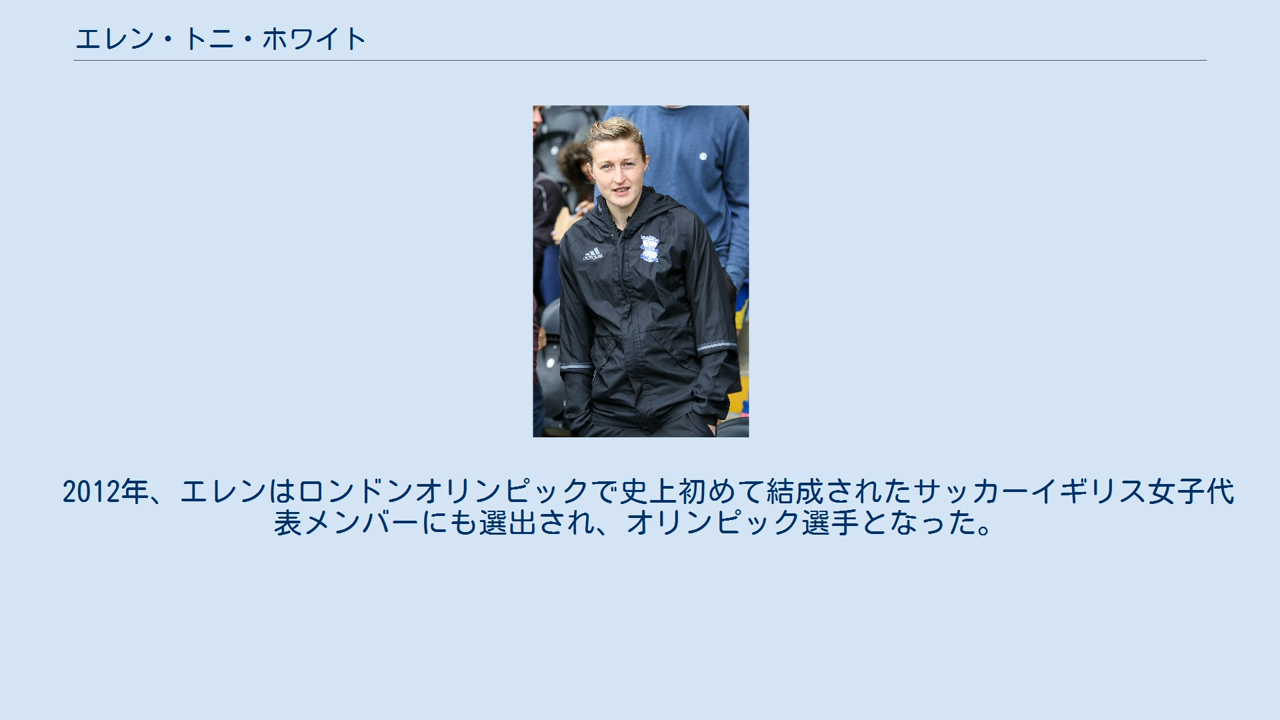 エレン・トニ・ホワイト
2012年、エレンはロンドンオリンピックで史上初めて結成されたサッカーイギリス女子代
表メンバーにも選出され、オリンピック選手となった。